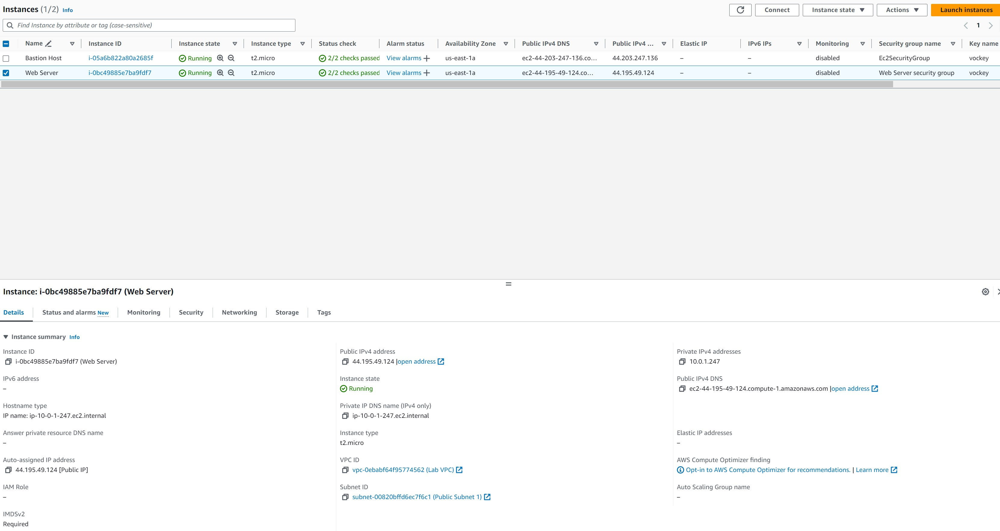 Instances (1/2) Info
Connect Instance state Actions Launch instances
Find Instance by attribute or tag (case-sensitive)
1
Name Instance ID Instance state Instance type Status check Alarm status Availability Zone Public IPv4 DNS Public IPv4 ... Elastic IP IPv6 IPs Monitoring Security group name Key name
Bastion Host i-05a6b822a80a2685f Running t2.micro 2/2 checks passed View alarms + us-east-1a ec2-44-203-247-136.co... 44.203.247.136 – – disabled Ec2SecurityGroup vockey
Web Server i-0bc49885e7ba9fdf7 Running t2.micro 2/2 checks passed View alarms + us-east-1a ec2-44-195-49-124.co... 44.195.49.124 – – disabled Web Server security group vockey
Instance: i-0bc49885e7ba9fdf7 (Web Server)
Details Status and alarms New Monitoring Security Networking Storage Tags
Instance summary Info
Instance ID
i-0bc49885e7ba9fdf7 (Web Server)
Public IPv4 address
44.195.49.124 |open address
Private IPv4 addresses
10.0.1.247
IPv6 address
–
Instance state
Running
Public IPv4 DNS
ec2-44-195-49-124.compute-1.amazonaws.com |open address
Hostname type
IP name: ip-10-0-1-247.ec2.internal
Private IP DNS name (IPv4 only)
ip-10-0-1-247.ec2.internal
Answer private resource DNS name
–
Instance type
t2.micro
Elastic IP addresses
–
Auto-assigned IP address
44.195.49.124 [Public IP]
VPC ID
vpc-0ebabf64f95774562 (Lab VPC)
AWS Compute Optimizer finding
Opt-in to AWS Compute Optimizer for recommendations. | Learn more
IAM Role
–
Subnet ID
subnet-00820bffd6ec7f6c1 (Public Subnet 1)
Auto Scaling Group name
–
IMDSv2
Required